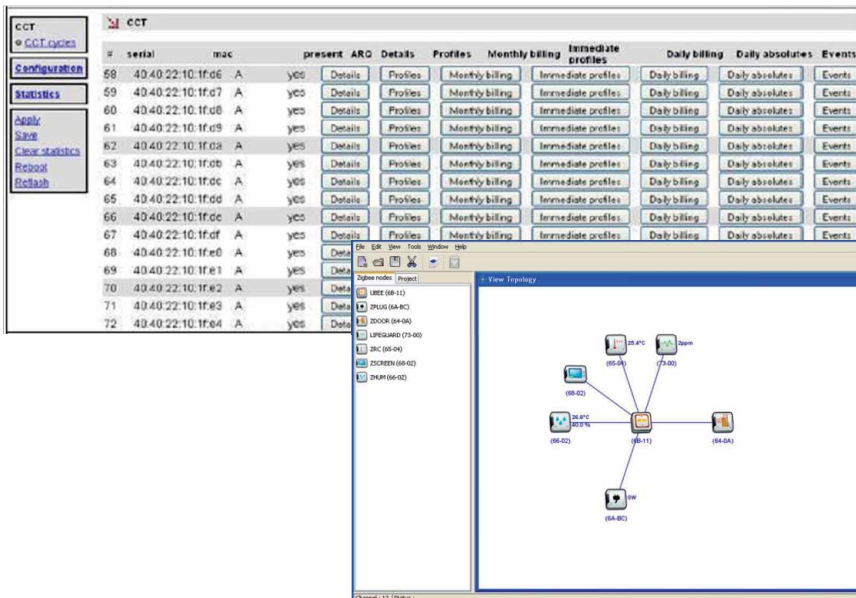 CCT
CCT cycles
Configuration
Statistics
Apply
Save
Clear statistics
Reboot
Reflash
CCT
# serial mac present ARQ Details Profiles Monthly billing Immediate profiles Daily billing Daily absolutes Events
58 40:40:22:10:1f:d6 A yes Details Profiles Monthly billing Immediate profiles Daily billing Daily absolutes Events
59 40:40:22:10:1f:d7 A yes Details Profiles Monthly billing Immediate profiles Daily billing Daily absolutes Events
60 40:40:22:10:1f:d8 A yes Details Profiles Monthly billing Immediate profiles Daily billing Daily absolutes Events
61 40:40:22:10:1f:d9 A yes Details Profiles Monthly billing Immediate profiles Daily billing Daily absolutes Events
62 40:40:22:10:1f:da A yes Details Profiles Monthly billing Immediate profiles Daily billing Daily absolutes Events
63 40:40:22:10:1f:db A yes Details Profiles Monthly billing Immediate profiles Daily billing Daily absolutes Events
64 40:40:22:10:1f:dc A yes Details Profiles Monthly billing Immediate profiles Daily billing Daily absolutes Events
65 40:40:22:10:1f:dd A yes Details Profiles Monthly billing Immediate profiles Daily billing Daily absolutes Events
66 40:40:22:10:1f:de A yes Details Profiles Monthly billing Immediate profiles Daily billing Daily absolutes Events
67 40:40:22:10:1f:df A yes Details Profiles Monthly billing Immediate profiles Daily billing Daily absolutes Events
68 40:40:22:10:1f:e0 A yes Deta
69 40:40:22:10:1f:e1 A yes Deta
70 40:40:22:10:1f:e2 A yes Deta
71 40:40:22:10:1f:e3 A yes Deta
72 40:40:22:10:1f:e4 A yes Deta
File Edit View Tools Window Help
Zigbee nodes Project
UBEE (6B-11)
ZPLUG (6A-BC)
ZDOOR (64-0A)
LIFEGUARD (73-00)
ZRC (65-04)
ZSCREEN (68-02)
ZHUM (66-02)
View Topology
25.4°C
(65-04)
2ppm
(73-00)
(68-02)
26.6°C
40.0 %
(66-02)
(6B-11)
(64-0A)
0W
(6A-BC)
Channel : 12 Status :